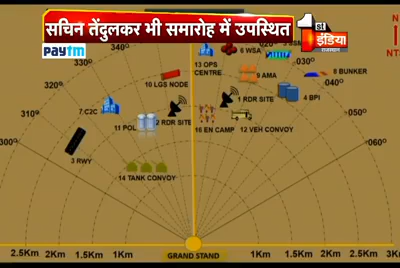 सचिन तेंदुलकर भी समारोह में उपस्थित
1st
इंडिया
राजस्थान
Paytm
6 WSA
13 OPS
CENTRE
8 BUNKER
10 LGS NODE
9 AMA
4 BPI
7 C2C
2 RDR SITE
1 RDR SITE
11 POL
16 EN CAMP
12 VEH CONVOY
3 RWY
14 TANK CONVOY
340°
330°
320°
310°
300°
040°
060°
GRAND STAND
2.5Km
2Km
1.5Km
1Km
1Km
1.5Km
2Km
2.5Km
3Km